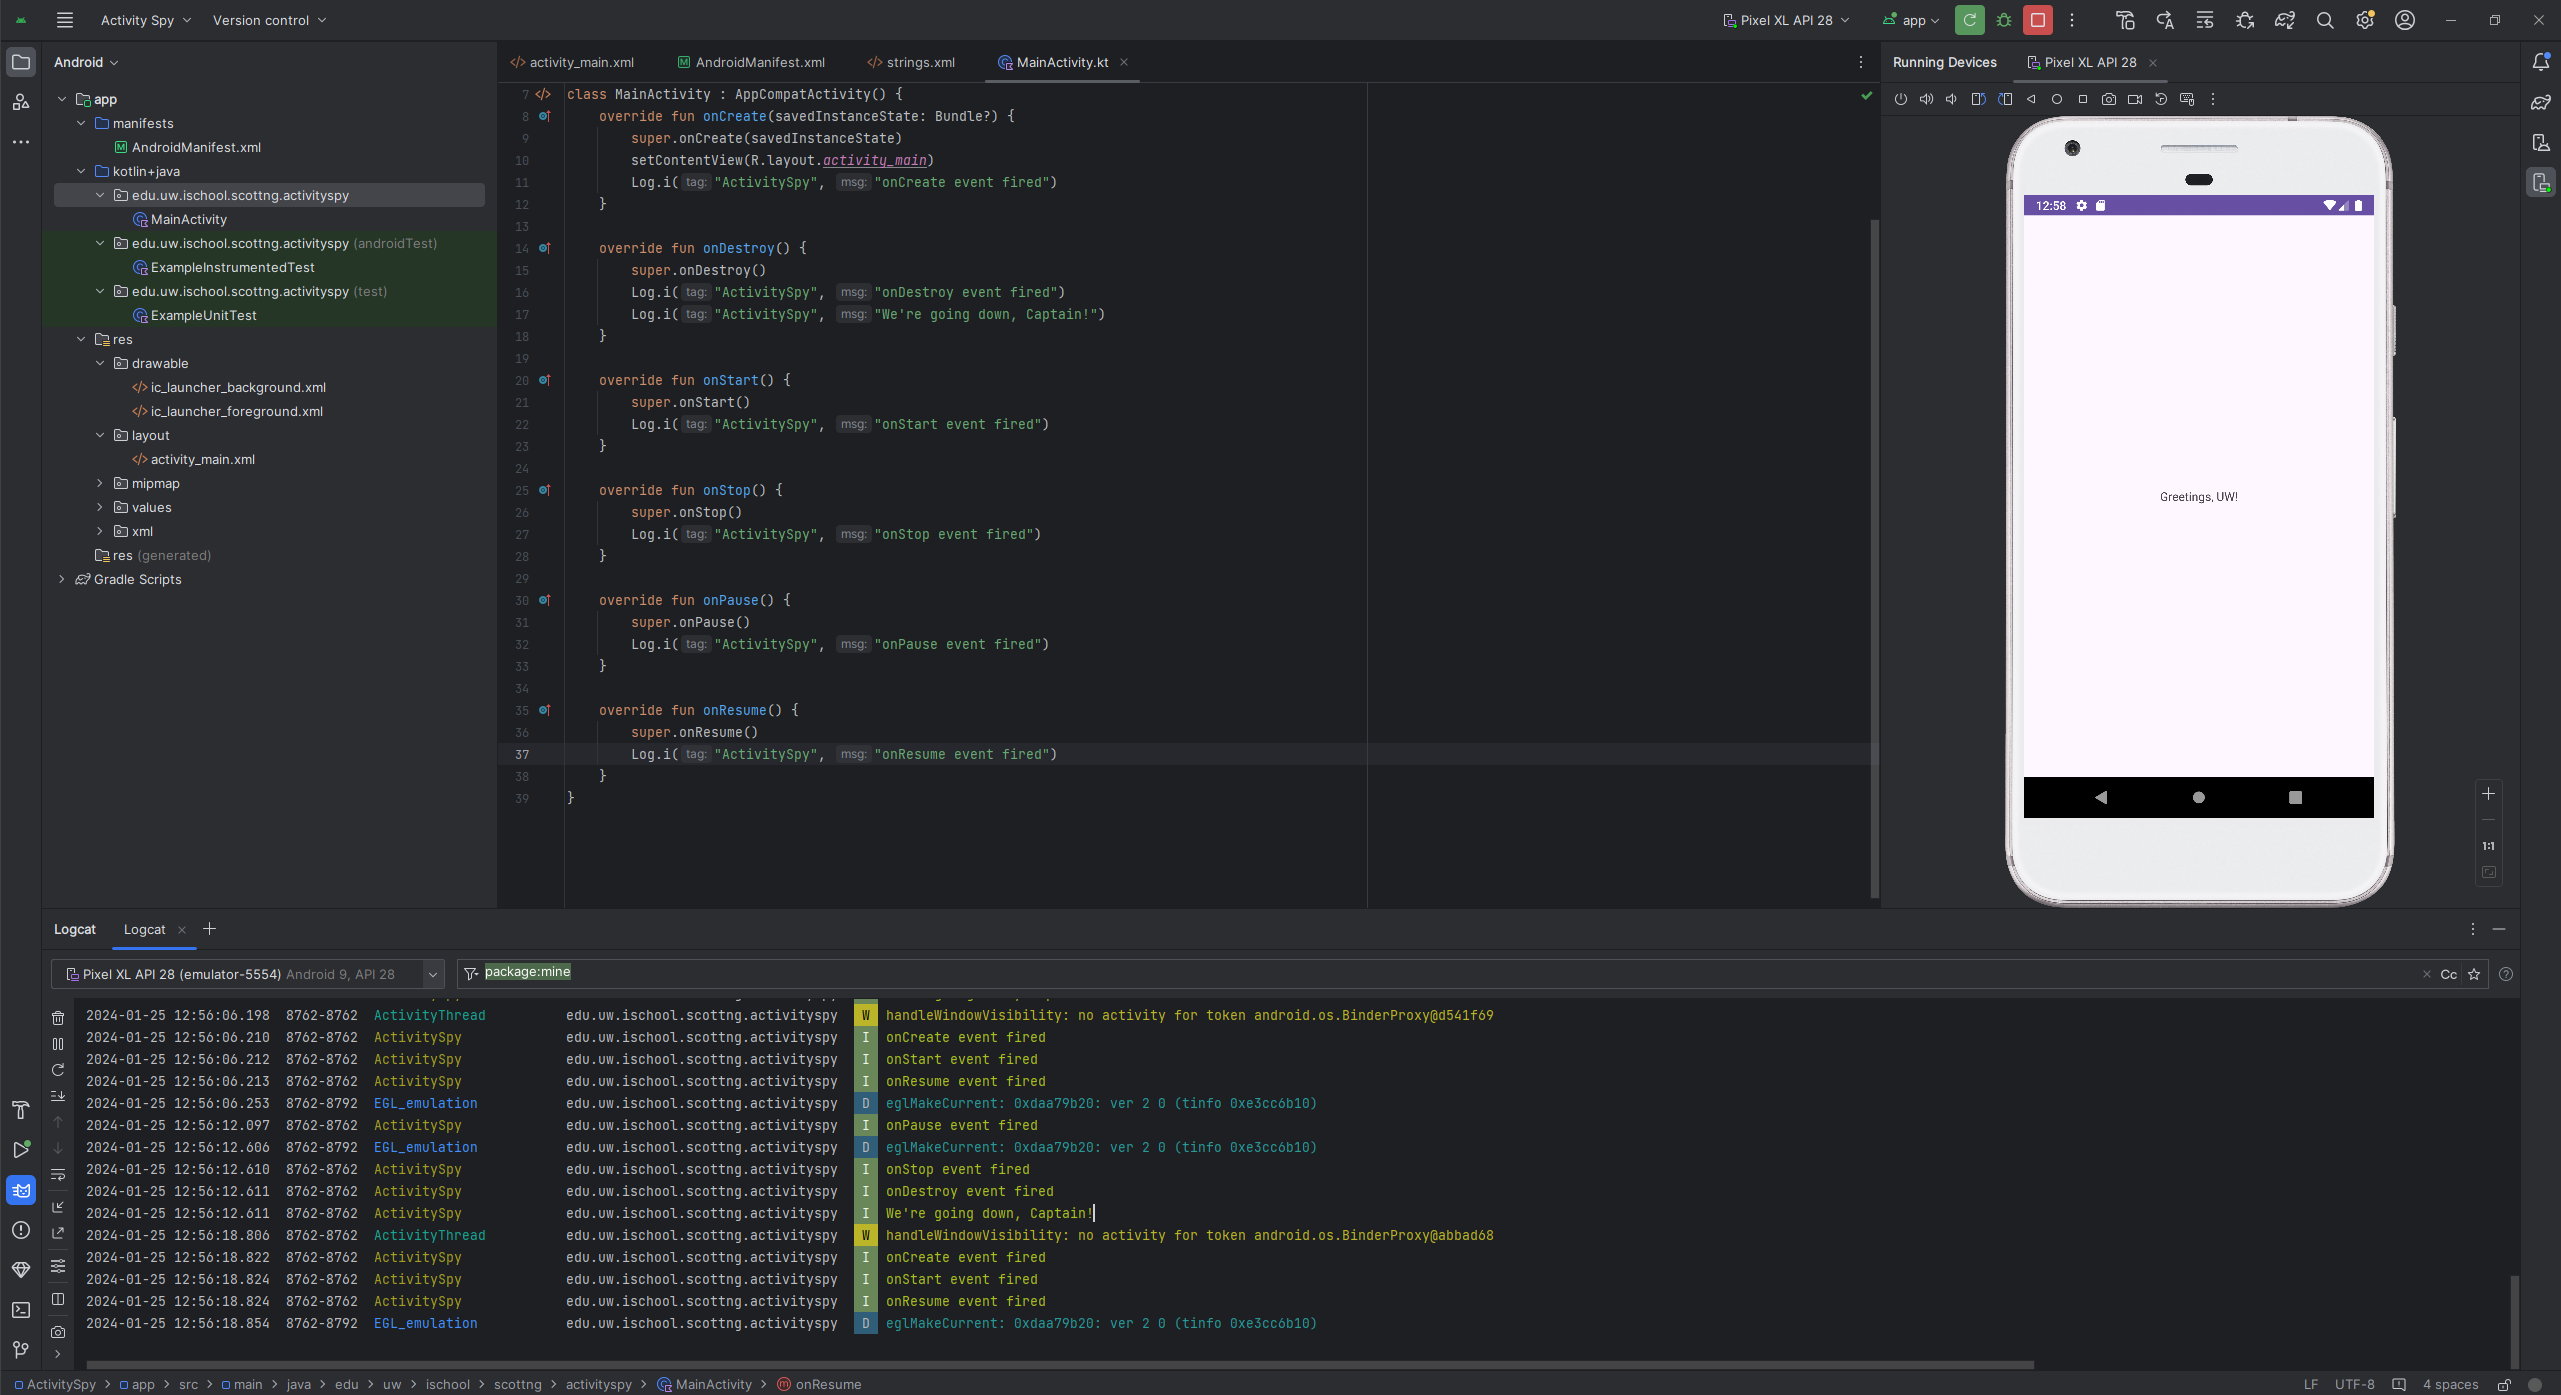 Activity Spy
Version control
Pixel XL API 28
app
Android
app
manifests
AndroidManifest.xml
kotlin+java
edu.uw.ischool.scottng.activityspy
MainActivity
edu.uw.ischool.scottng.activityspy (androidTest)
ExampleInstrumentedTest
edu.uw.ischool.scottng.activityspy (test)
ExampleUnitTest
res
drawable
ic_launcher_background.xml
ic_launcher_foreground.xml
layout
activity_main.xml
mipmap
values
xml
res (generated)
Gradle Scripts
activity_main.xml
AndroidManifest.xml
strings.xml
MainActivity.kt
7 class MainActivity : AppCompatActivity() {
8 override fun onCreate(savedInstanceState: Bundle?) {
9 super.onCreate(savedInstanceState)
10 setContentView(R.layout.activity_main)
11 Log.i( tag: "ActivitySpy", msg: "onCreate event fired")
12 }
13
14 override fun onDestroy() {
15 super.onDestroy()
16 Log.i( tag: "ActivitySpy", msg: "onDestroy event fired")
17 Log.i( tag: "ActivitySpy", msg: "We're going down, Captain!")
18 }
19
20 override fun onStart() {
21 super.onStart()
22 Log.i( tag: "ActivitySpy", msg: "onStart event fired")
23 }
24
25 override fun onStop() {
26 super.onStop()
27 Log.i( tag: "ActivitySpy", msg: "onStop event fired")
28 }
29
30 override fun onPause() {
31 super.onPause()
32 Log.i( tag: "ActivitySpy", msg: "onPause event fired")
33 }
34
35 override fun onResume() {
36 super.onResume()
37 Log.i( tag: "ActivitySpy", msg: "onResume event fired")
38 }
39 }
Running Devices
Pixel XL API 28
12:58
Greetings, UW!
1:1
Logcat
Logcat
Pixel XL API 28 (emulator-5554) Android 9, API 28
package:mine
Cc
2024-01-25 12:56:06.198 8762-8762 ActivityThread edu.uw.ischool.scottng.activityspy W handleWindowVisibility: no activity for token android.os.BinderProxy@d541f69
2024-01-25 12:56:06.210 8762-8762 ActivitySpy edu.uw.ischool.scottng.activityspy I onCreate event fired
2024-01-25 12:56:06.212 8762-8762 ActivitySpy edu.uw.ischool.scottng.activityspy I onStart event fired
2024-01-25 12:56:06.213 8762-8762 ActivitySpy edu.uw.ischool.scottng.activityspy I onResume event fired
2024-01-25 12:56:06.253 8762-8792 EGL_emulation edu.uw.ischool.scottng.activityspy D eglMakeCurrent: 0xdaa79b20: ver 2 0 (tinfo 0xe3cc6b10)
2024-01-25 12:56:12.097 8762-8762 ActivitySpy edu.uw.ischool.scottng.activityspy I onPause event fired
2024-01-25 12:56:12.606 8762-8792 EGL_emulation edu.uw.ischool.scottng.activityspy D eglMakeCurrent: 0xdaa79b20: ver 2 0 (tinfo 0xe3cc6b10)
2024-01-25 12:56:12.610 8762-8762 ActivitySpy edu.uw.ischool.scottng.activityspy I onStop event fired
2024-01-25 12:56:12.611 8762-8762 ActivitySpy edu.uw.ischool.scottng.activityspy I onDestroy event fired
2024-01-25 12:56:12.611 8762-8762 ActivitySpy edu.uw.ischool.scottng.activityspy I We're going down, Captain!
2024-01-25 12:56:18.806 8762-8762 ActivityThread edu.uw.ischool.scottng.activityspy W handleWindowVisibility: no activity for token android.os.BinderProxy@abbad68
2024-01-25 12:56:18.822 8762-8762 ActivitySpy edu.uw.ischool.scottng.activityspy I onCreate event fired
2024-01-25 12:56:18.824 8762-8762 ActivitySpy edu.uw.ischool.scottng.activityspy I onStart event fired
2024-01-25 12:56:18.824 8762-8762 ActivitySpy edu.uw.ischool.scottng.activityspy I onResume event fired
2024-01-25 12:56:18.854 8762-8792 EGL_emulation edu.uw.ischool.scottng.activityspy D eglMakeCurrent: 0xdaa79b20: ver 2 0 (tinfo 0xe3cc6b10)
ActivitySpy > app > src > main > java > edu > uw > ischool > scottng > activityspy > MainActivity > onResume
LF UTF-8 4 spaces